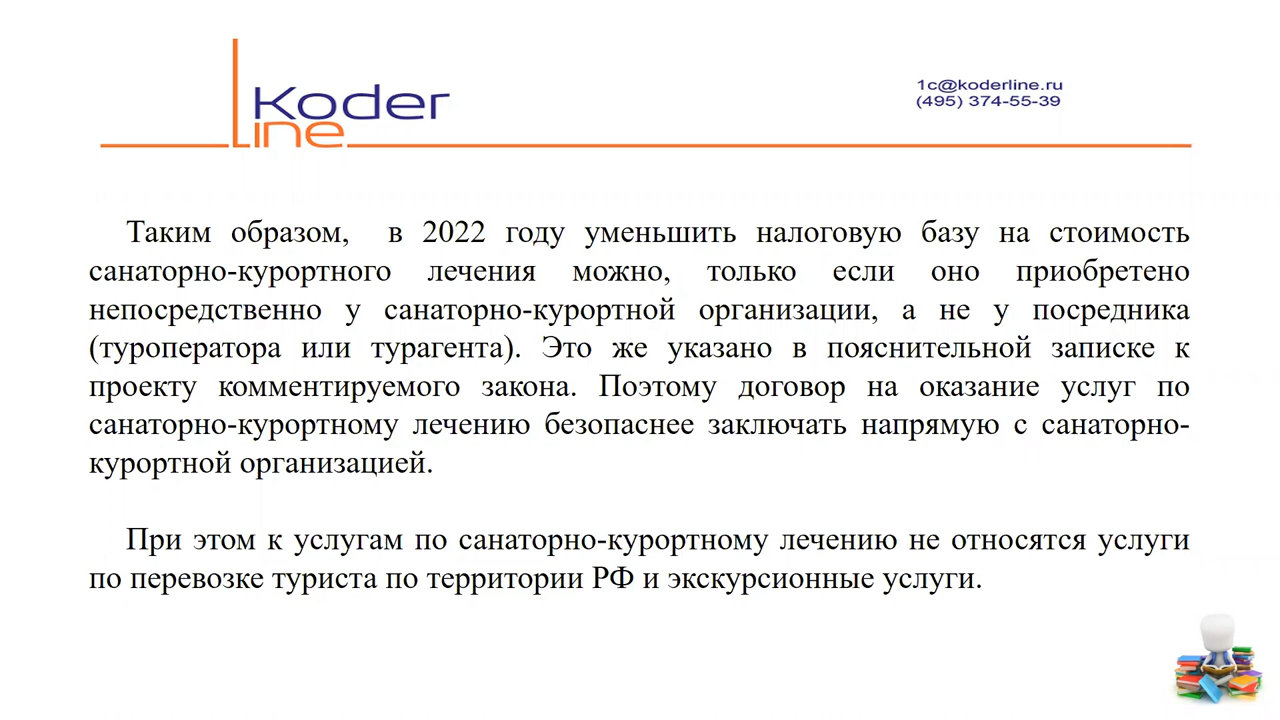 Koder
Line
1c@koderline.ru
(495) 374-55-39
Таким образом, в 2022 году уменьшить налоговую базу на стоимость
санаторно-курортного лечения можно, только если оно приобретено
непосредственно у санаторно-курортной организации, а не у посредника
(туроператора или турагента). Это же указано в пояснительной записке к
проекту комментируемого закона. Поэтому договор на оказание услуг по
санаторно-курортному лечению безопаснее заключать напрямую с санаторно-
курортной организацией.
При этом к услугам по санаторно-курортному лечению не относятся услуги
по перевозке туриста по территории РФ и экскурсионные услуги.